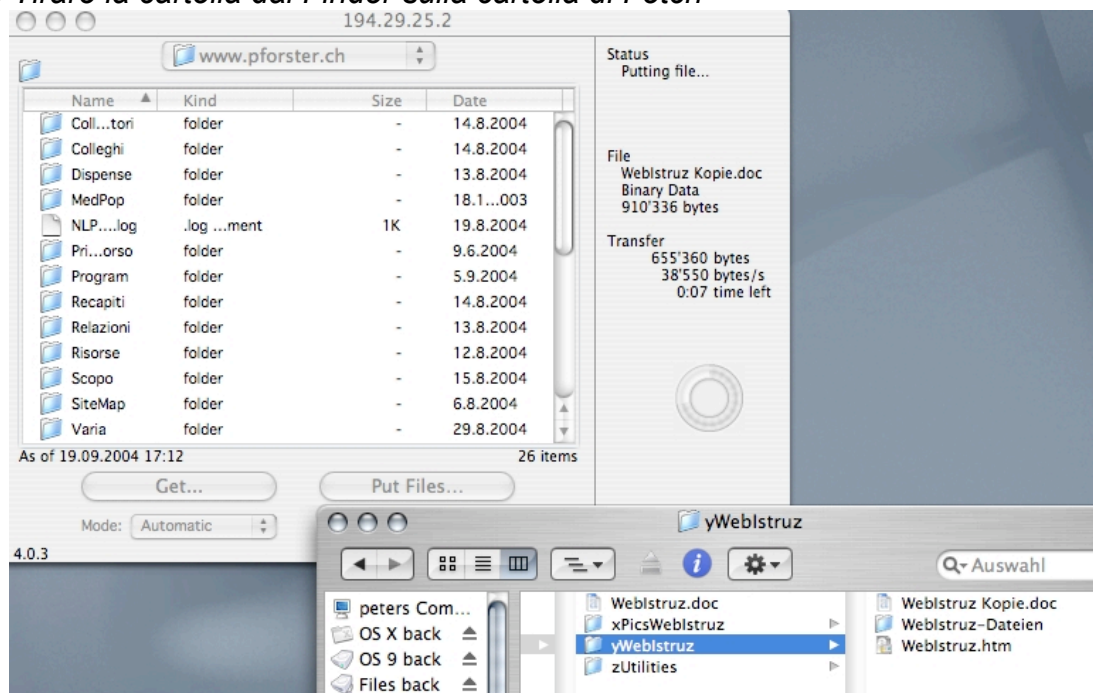 Tirare la cartella dal Finder sulla cartella di Peterli
194.29.25.2
www.pforster.ch
Name Kind Size Date
Coll...tori folder - 14.8.2004
Colleghi folder - 14.8.2004
Dispense folder - 13.8.2004
MedPop folder - 18.1...003
NLP....log .log ...ment 1K 19.8.2004
Pri...orso folder - 9.6.2004
Program folder - 5.9.2004
Recapiti folder - 14.8.2004
Relazioni folder - 13.8.2004
Risorse folder - 12.8.2004
Scopo folder - 15.8.2004
SiteMap folder - 6.8.2004
Varia folder - 29.8.2004
As of 19.09.2004 17:12 26 items
Get... Put Files...
Mode: Automatic
4.0.3
Status
Putting file...
File
WebIstruz Kopie.doc
Binary Data
910'336 bytes
Transfer
655'360 bytes
38'550 bytes/s
0:07 time left
yWebIstruz
Auswahl
peters Com...
OS X back
OS 9 back
Files back
WebIstruz.doc
xPicsWebIstruz
yWebIstruz
zUtilities
WebIstruz Kopie.doc
WebIstruz-Dateien
WebIstruz.htm